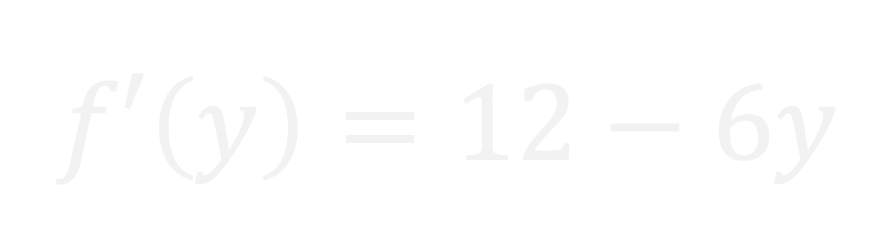 f′(y) = 12 − 6y